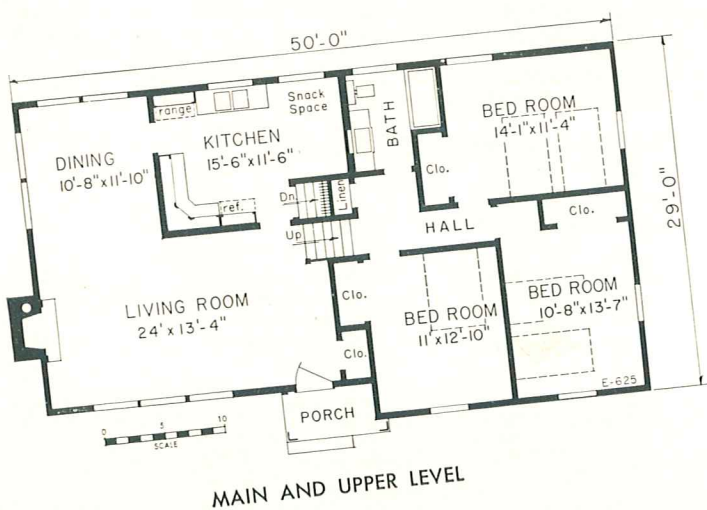 50'-0"
range
Snack
Space
KITCHEN
15'-6"x11'-6"
BATH
BED ROOM
14'-1"x11'-4"
DINING
10'-8"x11'-10"
Clo.
ref.
Dn.
Linen
Up
HALL
Clo.
29'-0"
LIVING ROOM
24'x13'-4"
Clo.
BED ROOM
11'x12'-10"
BED ROOM
10'-8"x13'-7"
Clo.
E-625
PORCH
0 5 10
SCALE
MAIN AND UPPER LEVEL